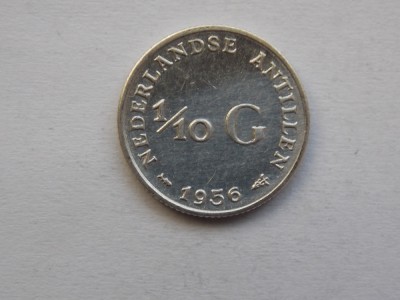 NEDERLANDSE ANTILLEN
1/10 G
1956